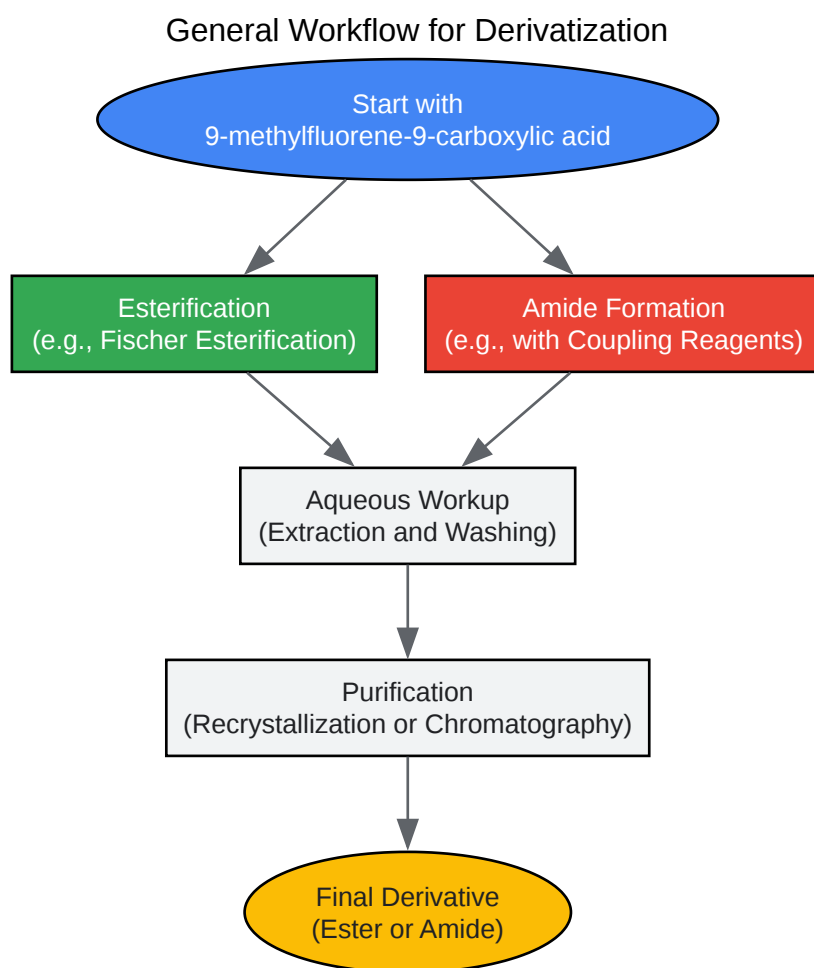 General Workflow for Derivatization
Start with
9-methylfluorene-9-carboxylic acid
Esterification
(e.g., Fischer Esterification)
Amide Formation
(e.g., with Coupling Reagents)
Aqueous Workup
(Extraction and Washing)
Purification
(Recrystallization or Chromatography)
Final Derivative
(Ester or Amide)